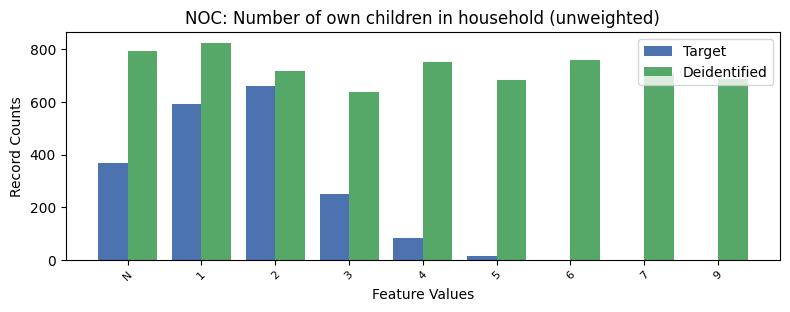 NOC: Number of own children in household (unweighted)
Target
Deidentified
Record Counts
800
600
400
200
0
N 1 2 3 4 5 6 7 9
Feature Values